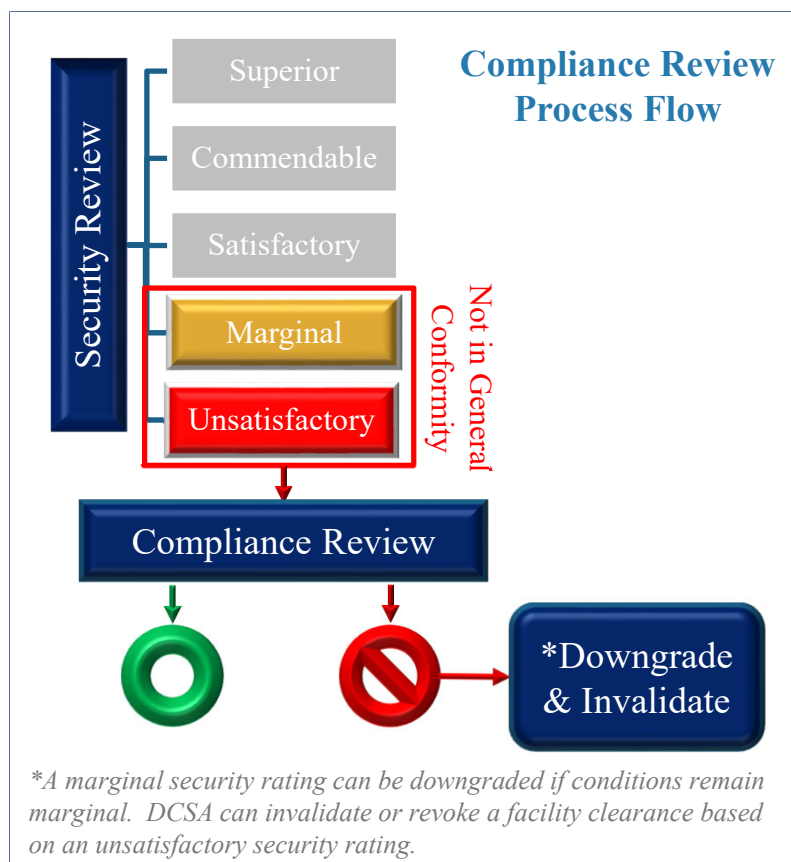 Compliance Review
Process Flow
Security Review
Superior
Commendable
Satisfactory
Marginal
Unsatisfactory
Not in General
Conformity
Compliance Review
*Downgrade
& Invalidate
*A marginal security rating can be downgraded if conditions remain
marginal.  DCSA can invalidate or revoke a facility clearance based
on an unsatisfactory security rating.